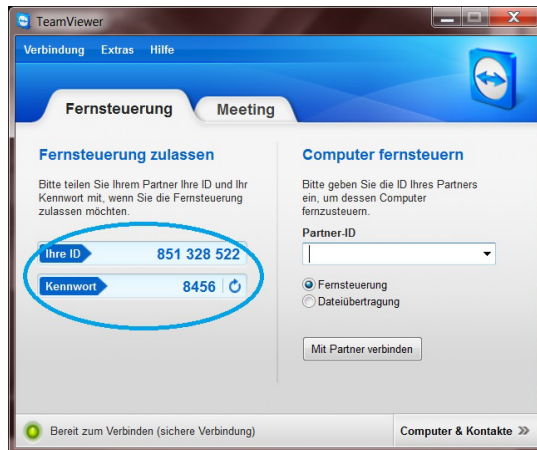 TeamViewer
Verbindung Extras Hilfe
Fernsteuerung Meeting
Fernsteuerung zulassen
Bitte teilen Sie Ihrem Partner Ihre ID und Ihr
Kennwort mit, wenn Sie die Fernsteuerung
zulassen möchten.
Ihre ID 851 328 522
Kennwort 8456
Computer fernsteuern
Bitte geben Sie die ID Ihres Partners
ein, um dessen Computer
fernzusteuern.
Partner-ID
Fernsteuerung
Dateiübertragung
Mit Partner verbinden
Bereit zum Verbinden (sichere Verbindung)
Computer & Kontakte